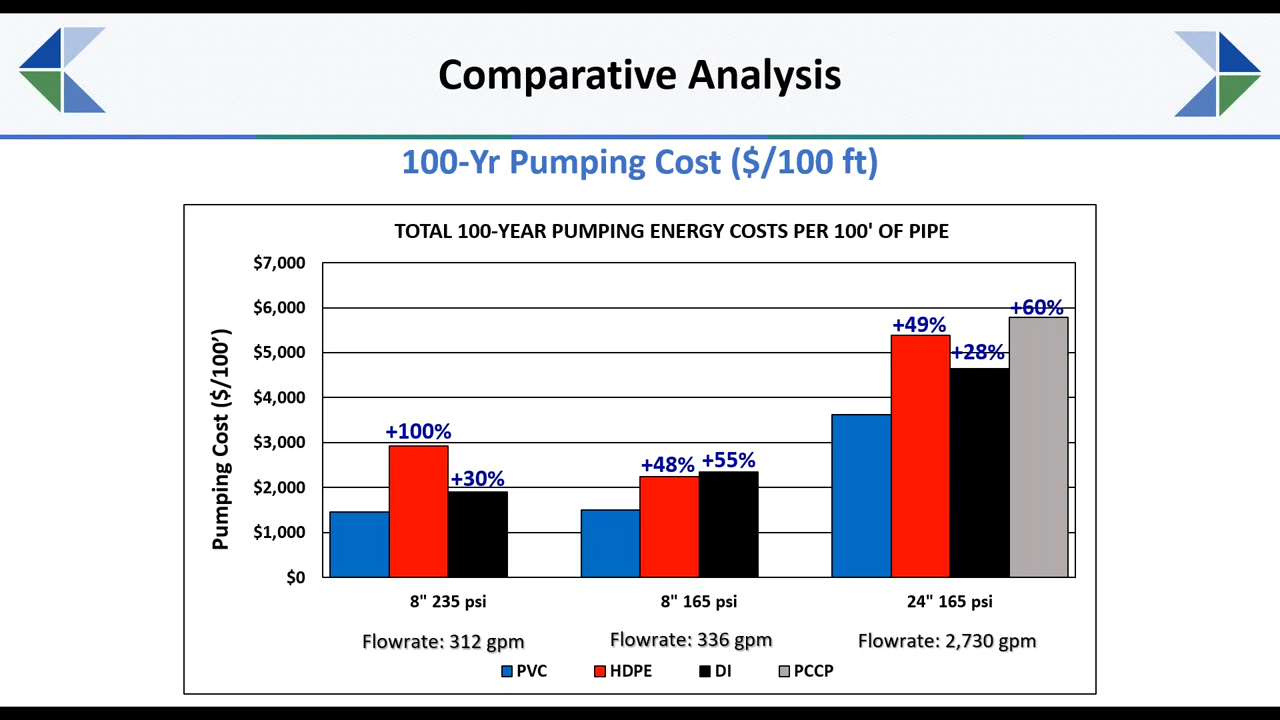 Comparative Analysis
100-Yr Pumping Cost ($/100 ft)
TOTAL 100-YEAR PUMPING ENERGY COSTS PER 100' OF PIPE
Pumping Cost ($/100’)
$7,000
$6,000
$5,000
$4,000
$3,000
$2,000
$1,000
$0
+100%
+30%
+48%
+55%
+49%
+28%
+60%
8" 235 psi
8" 165 psi
24" 165 psi
Flowrate: 312 gpm
Flowrate: 336 gpm
Flowrate: 2,730 gpm
PVC HDPE DI PCCP